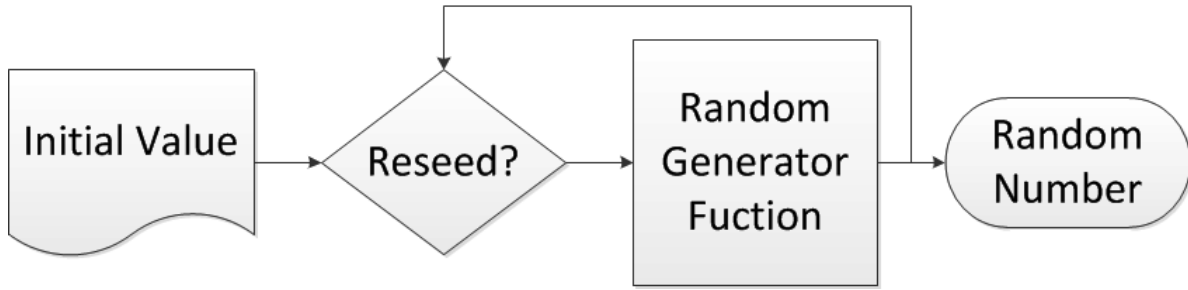 Initial Value
Reseed?
Random
Generator
Fuction
Random
Number